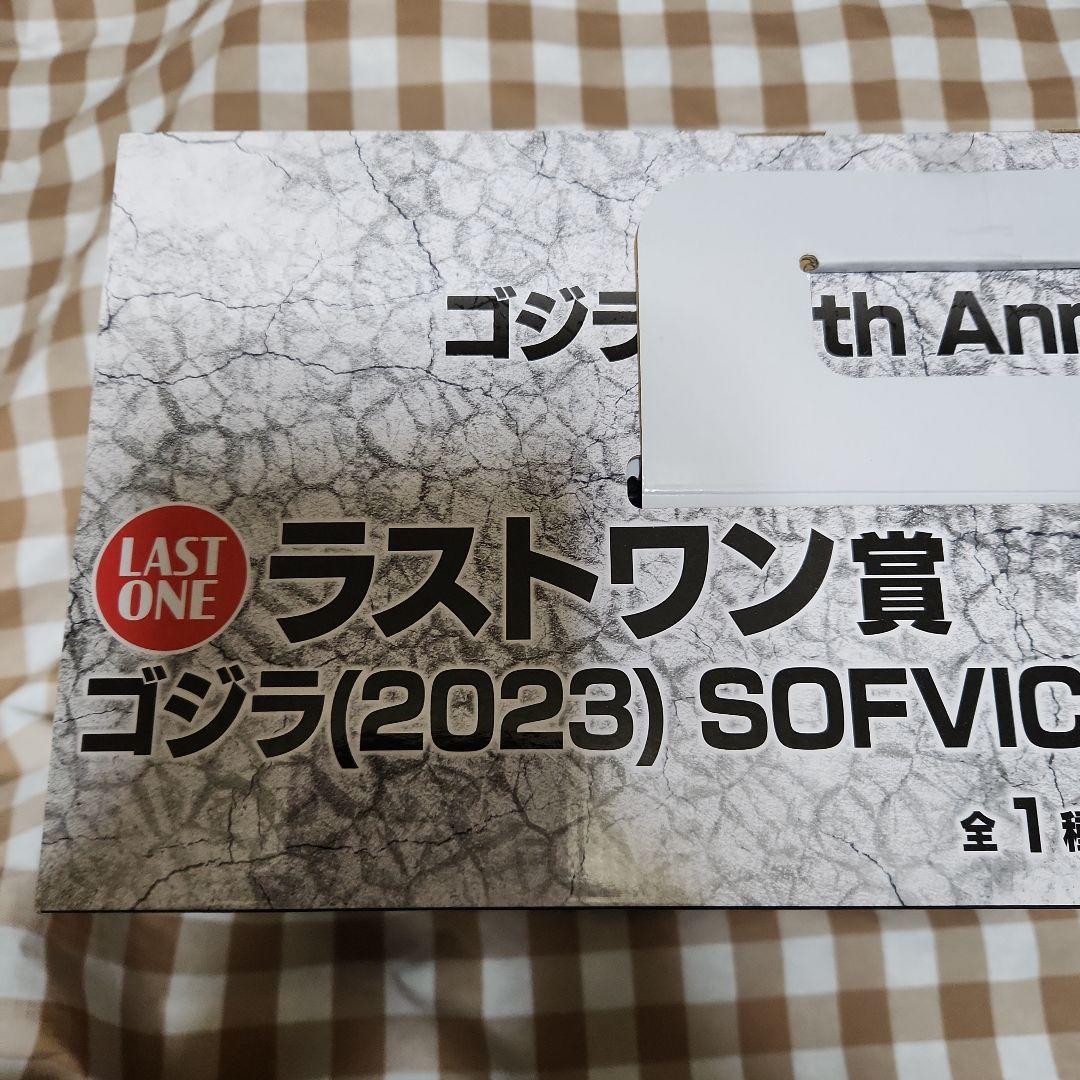 ゴジラ th Ann
LAST
ONE
ラストワン賞
ゴジラ(2023) SOFVIC
全1種